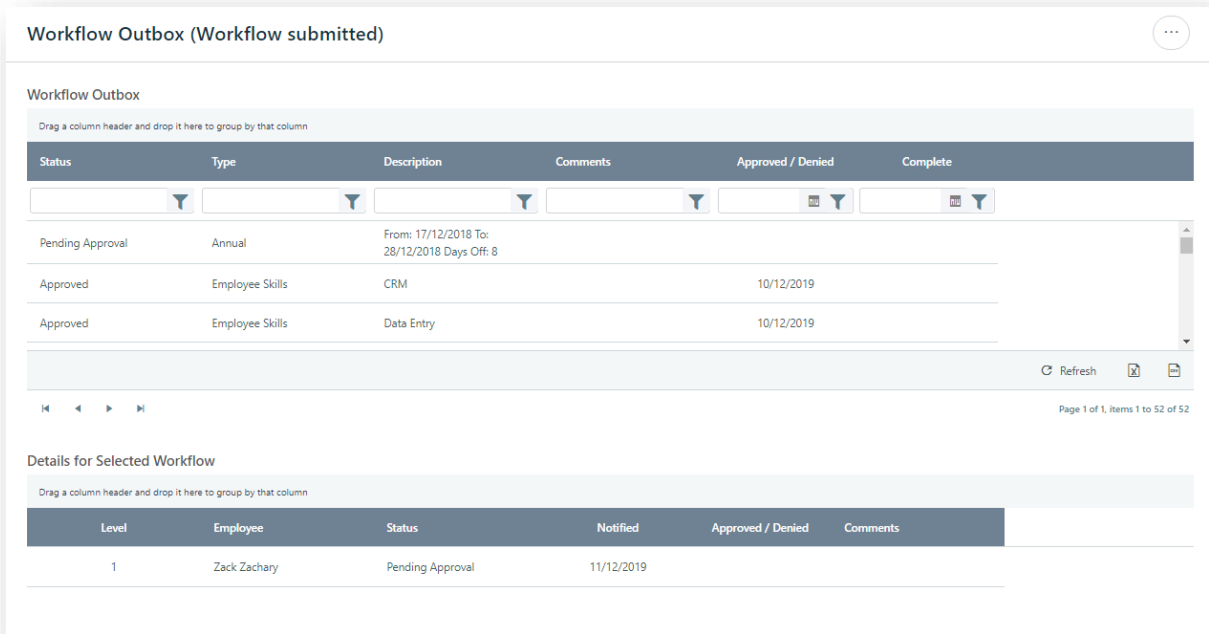 Workflow Outbox (Workflow submitted)
...
Workflow Outbox
Drag a column header and drop it here to group by that column
Status Type Description Comments Approved / Denied Complete
Pending Approval Annual From: 17/12/2018 To:
28/12/2018 Days Off: 8
Approved Employee Skills CRM 10/12/2019
Approved Employee Skills Data Entry 10/12/2019
Refresh
Page 1 of 1, items 1 to 52 of 52
Details for Selected Workflow
Drag a column header and drop it here to group by that column
Level Employee Status Notified Approved / Denied Comments
1 Zack Zachary Pending Approval 11/12/2019